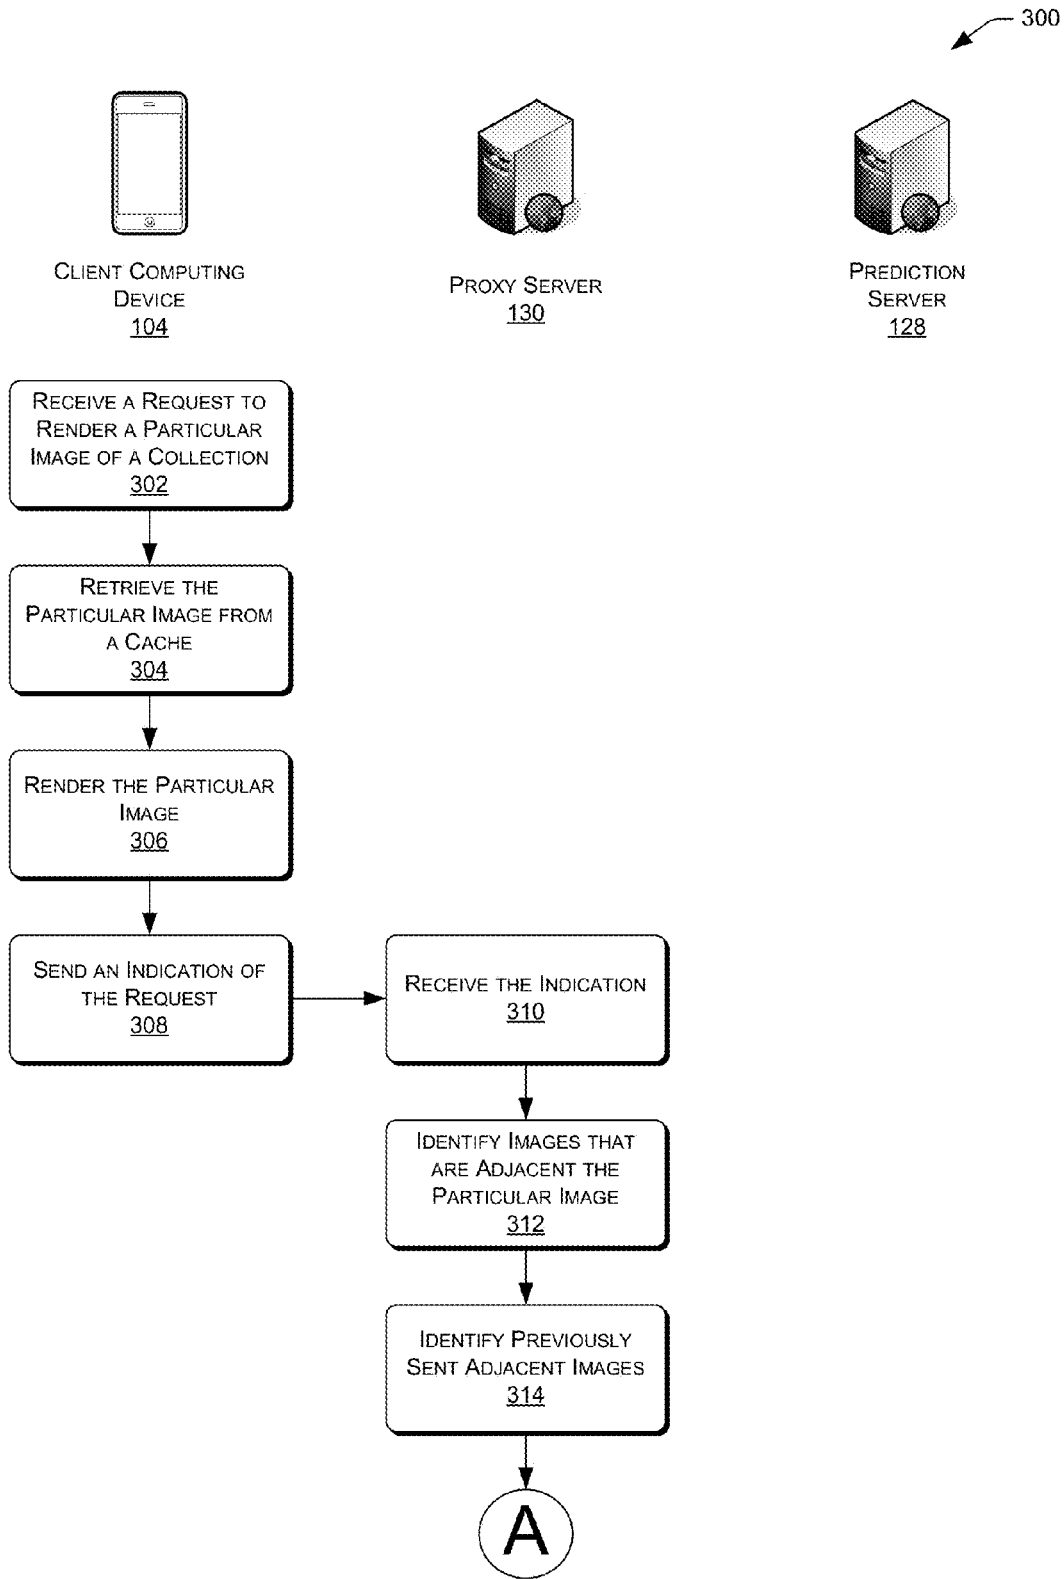 300
CLIENT COMPUTING
DEVICE
104
PROXY SERVER
130
PREDICTION
SERVER
128
RECEIVE A REQUEST TO
RENDER A PARTICULAR
IMAGE OF A COLLECTION
302
RETRIEVE THE
PARTICULAR IMAGE FROM
A CACHE
304
RENDER THE PARTICULAR
IMAGE
306
SEND AN INDICATION OF
THE REQUEST
308
RECEIVE THE INDICATION
310
IDENTIFY IMAGES THAT
ARE ADJACENT THE
PARTICULAR IMAGE
312
IDENTIFY PREVIOUSLY
SENT ADJACENT IMAGES
314
A